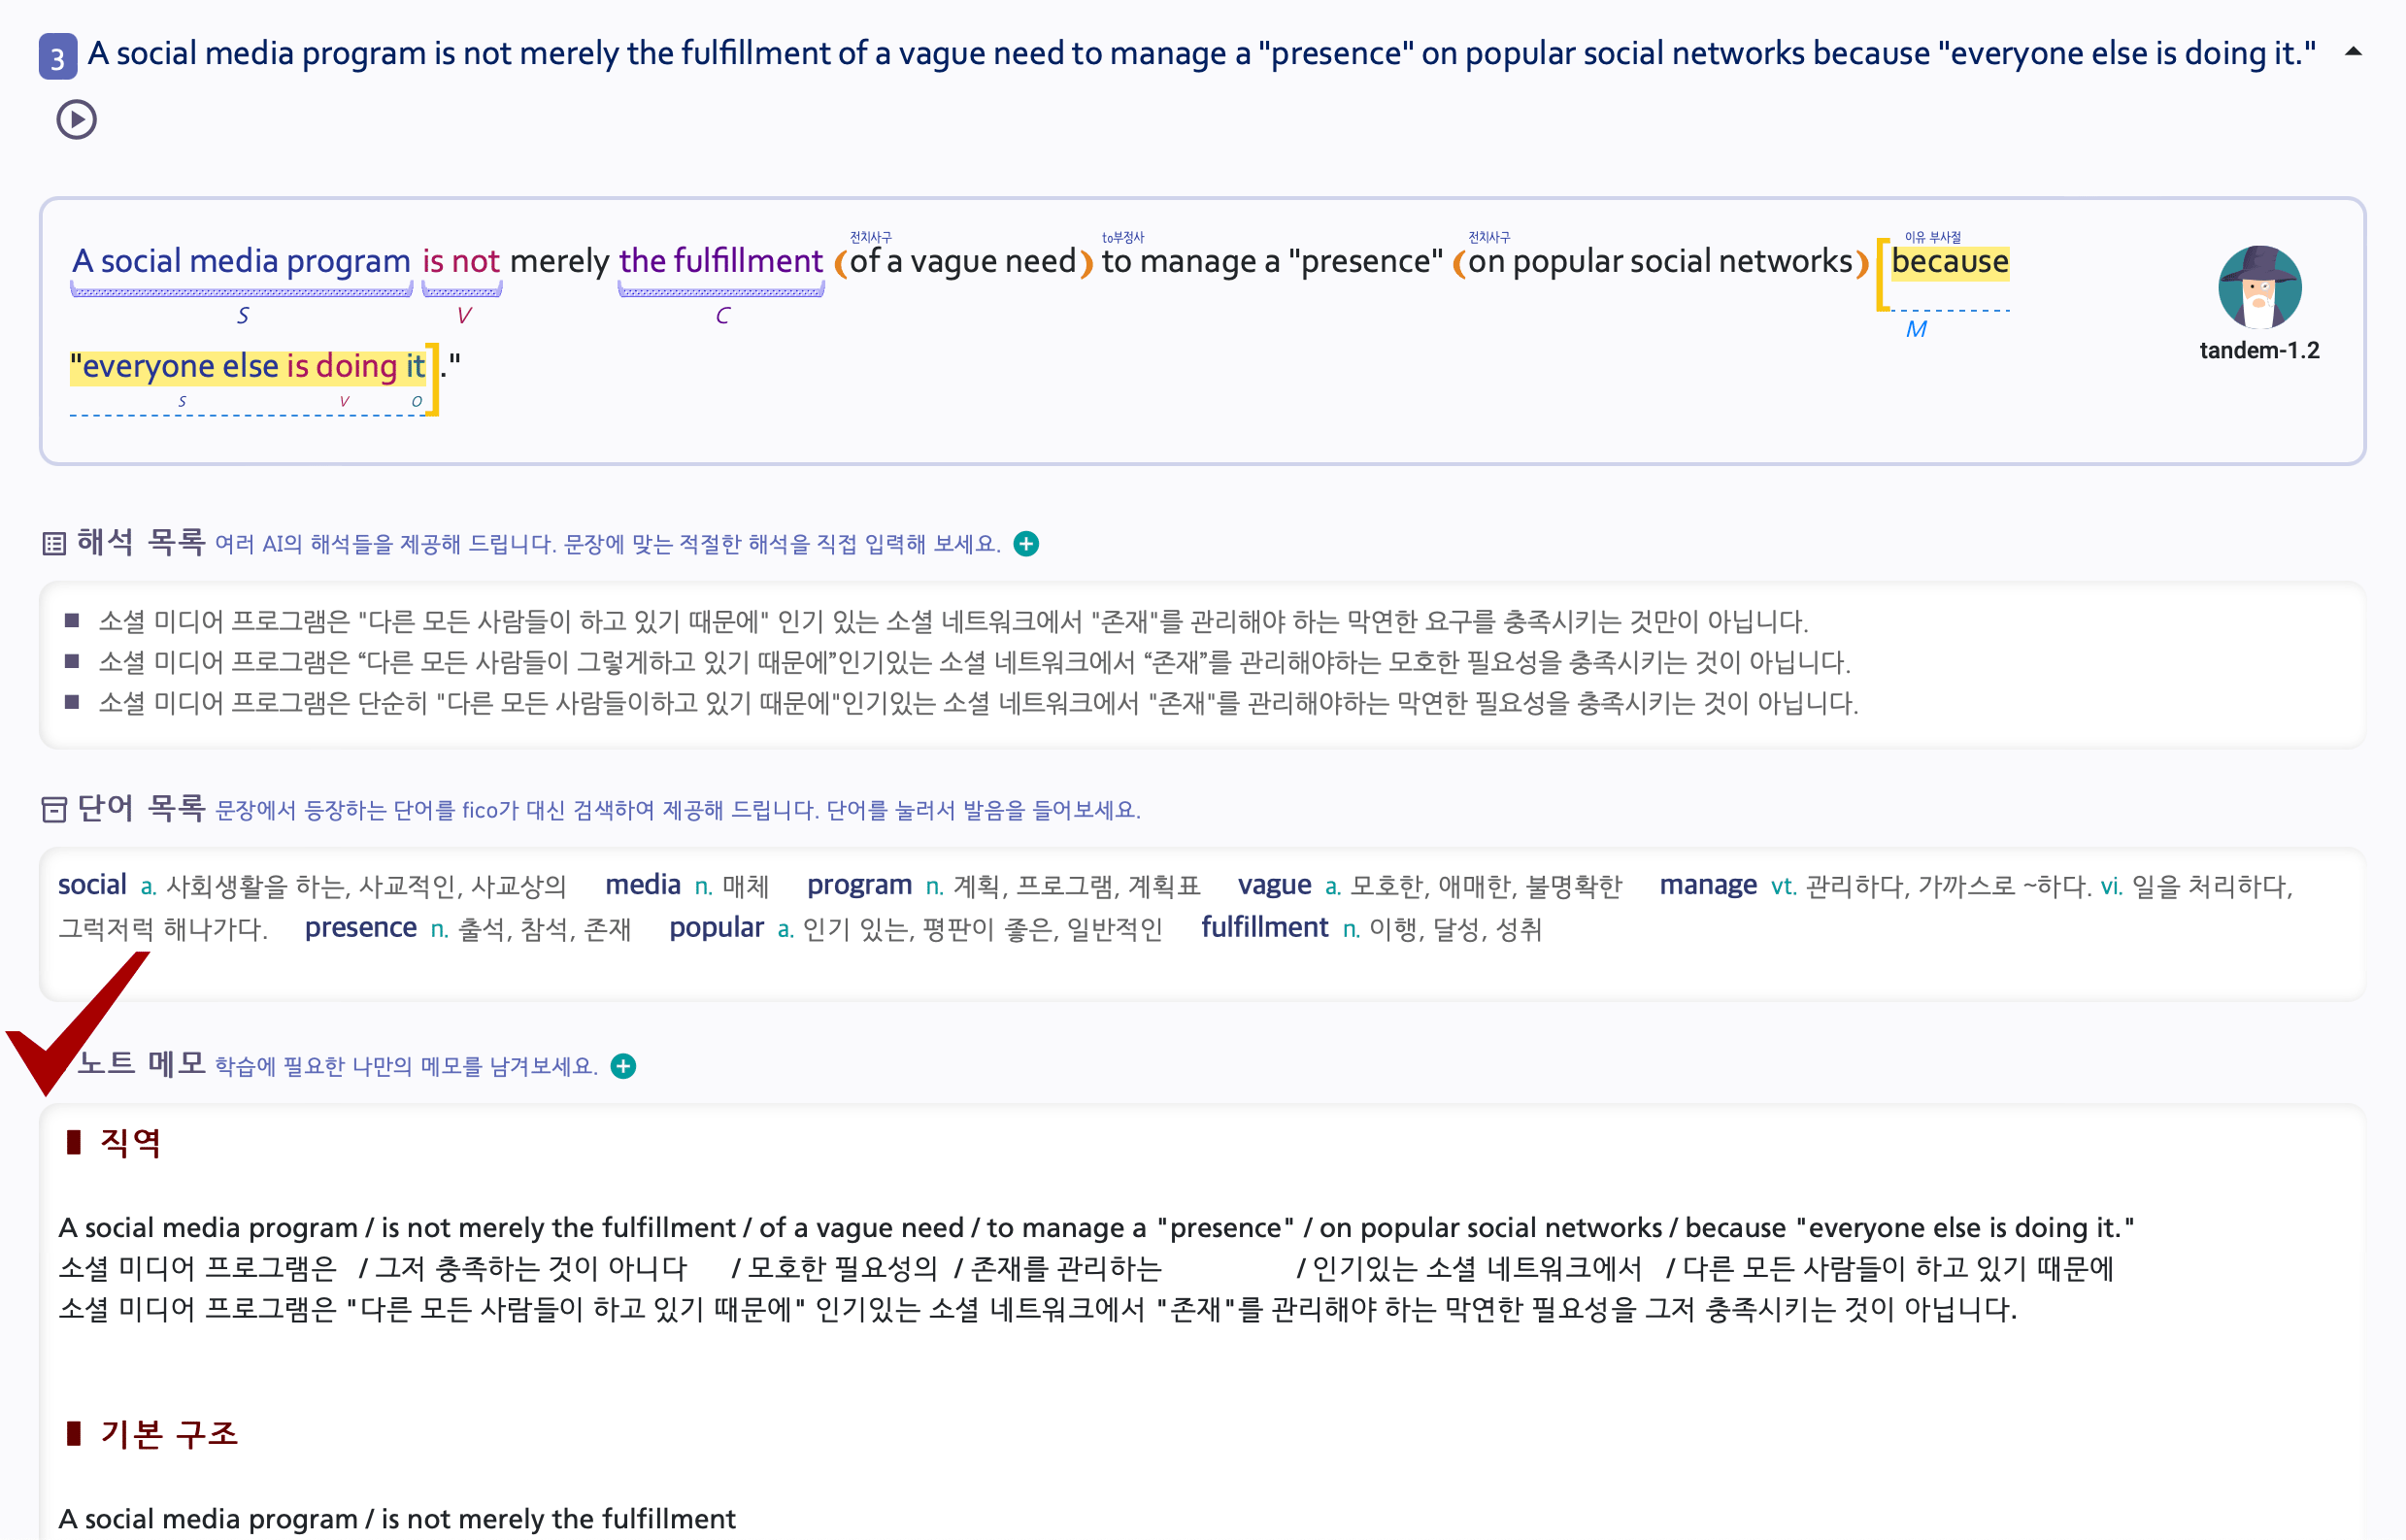 3 A social media program is not merely the fulfillment of a vague need to manage a "presence" on popular social networks because "everyone else is doing it."
전치사구 to부정사 전치사구 이유 부사절
A social media program is not merely the fulfillment (of a vague need) to manage a "presence" (on popular social networks) [because
S V C M
"everyone else is doing it]."
S V O
tandem-1.2
해석 목록 여러 AI의 해석들을 제공해 드립니다. 문장에 맞는 적절한 해석을 직접 입력해 보세요.
■ 소셜 미디어 프로그램은 "다른 모든 사람들이 하고 있기 때문에" 인기 있는 소셜 네트워크에서 "존재"를 관리해야 하는 막연한 요구를 충족시키는 것만이 아닙니다.
■ 소셜 미디어 프로그램은 “다른 모든 사람들이 그렇게하고 있기 때문에”인기있는 소셜 네트워크에서 “존재”를 관리해야하는 모호한 필요성을 충족시키는 것이 아닙니다.
■ 소셜 미디어 프로그램은 단순히 "다른 모든 사람들이하고 있기 때문에"인기있는 소셜 네트워크에서 "존재"를 관리해야하는 막연한 필요성을 충족시키는 것이 아닙니다.
단어 목록 문장에서 등장하는 단어를 fico가 대신 검색하여 제공해 드립니다. 단어를 눌러서 발음을 들어보세요.
social a. 사회생활을 하는, 사교적인, 사교상의 media n. 매체 program n. 계획, 프로그램, 계획표 vague a. 모호한, 애매한, 불명확한 manage vt. 관리하다, 가까스로 ~하다. vi. 일을 처리하다,
그럭저럭 해나가다. presence n. 출석, 참석, 존재 popular a. 인기 있는, 평판이 좋은, 일반적인 fulfillment n. 이행, 달성, 성취
노트 메모 학습에 필요한 나만의 메모를 남겨보세요.
직역
A social media program / is not merely the fulfillment / of a vague need / to manage a "presence" / on popular social networks / because "everyone else is doing it."
소셜 미디어 프로그램은 / 그저 충족하는 것이 아니다 / 모호한 필요성의 / 존재를 관리하는 / 인기있는 소셜 네트워크에서 / 다른 모든 사람들이 하고 있기 때문에
소셜 미디어 프로그램은 "다른 모든 사람들이 하고 있기 때문에" 인기있는 소셜 네트워크에서 "존재"를 관리해야 하는 막연한 필요성을 그저 충족시키는 것이 아닙니다.
기본 구조
A social media program / is not merely the fulfillment